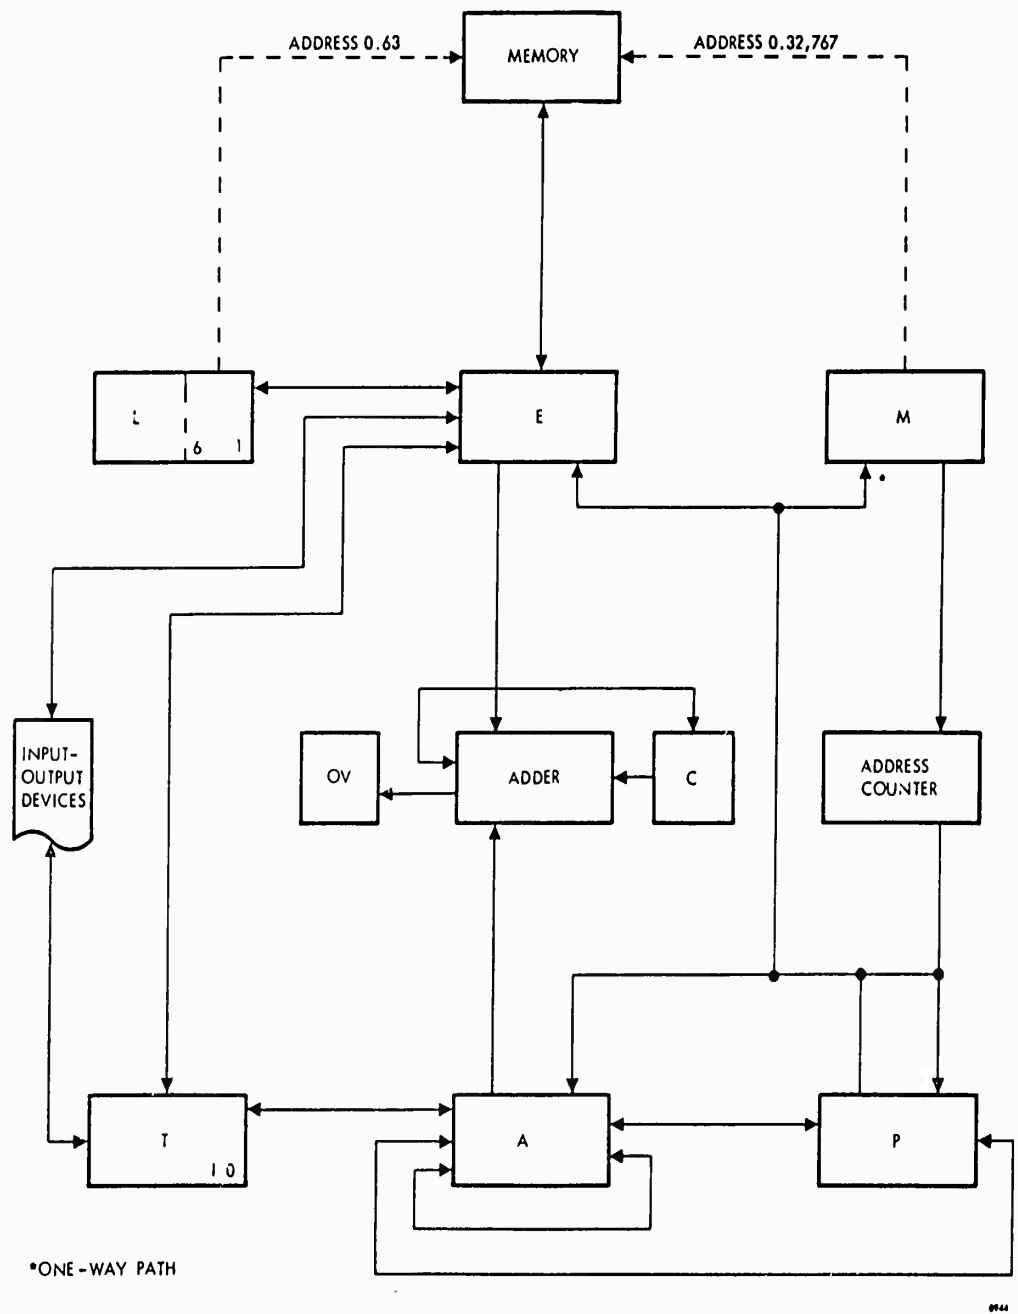 ADDRESS 0.63
MEMORY
ADDRESS 0.32,767
L
6 1
E
M
*
INPUT-
OUTPUT
DEVICES
OV
ADDER
C
ADDRESS
COUNTER
T
1 0
A
P
*ONE-WAY PATH